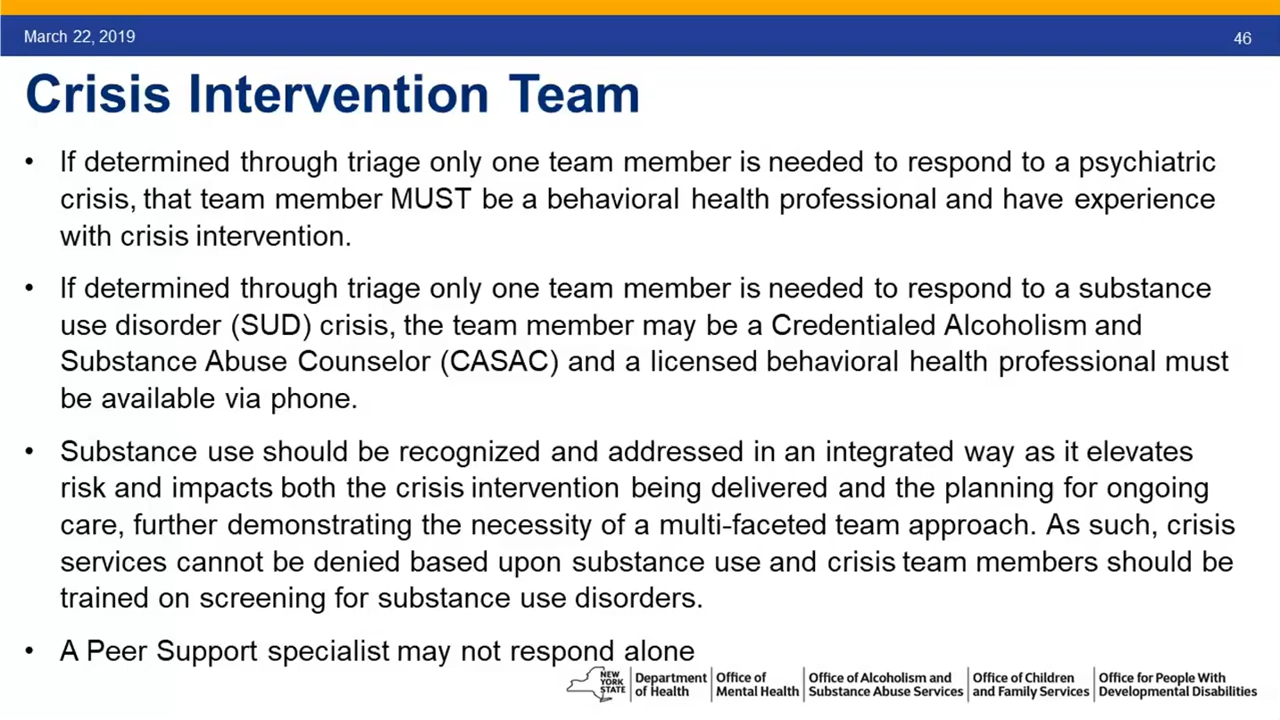 March 22, 2019
46
Crisis Intervention Team
• If determined through triage only one team member is needed to respond to a psychiatric
crisis, that team member MUST be a behavioral health professional and have experience
with crisis intervention.
• If determined through triage only one team member is needed to respond to a substance
use disorder (SUD) crisis, the team member may be a Credentialed Alcoholism and
Substance Abuse Counselor (CASAC) and a licensed behavioral health professional must
be available via phone.
• Substance use should be recognized and addressed in an integrated way as it elevates
risk and impacts both the crisis intervention being delivered and the planning for ongoing
care, further demonstrating the necessity of a multi-faceted team approach. As such, crisis
services cannot be denied based upon substance use and crisis team members should be
trained on screening for substance use disorders.
• A Peer Support specialist may not respond alone
NEW
YORK
STATE
Department
of Health
Office of
Mental Health
Office of Alcoholism and
Substance Abuse Services
Office of Children
and Family Services
Office for People With
Developmental Disabilities